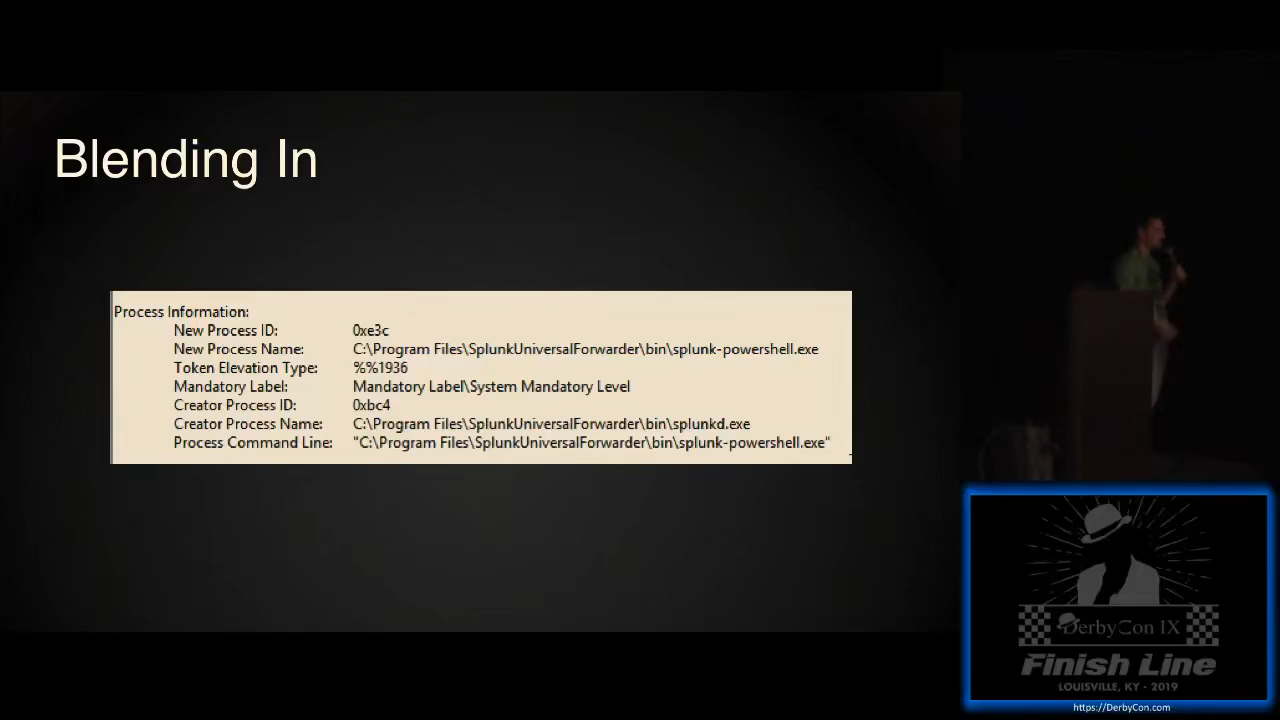 Blending In
Process Information:
New Process ID: 0xe3c
New Process Name: C:\Program Files\SplunkUniversalForwarder\bin\splunk-powershell.exe
Token Elevation Type: %%1936
Mandatory Label: Mandatory Label\System Mandatory Level
Creator Process ID: 0xbc4
Creator Process Name: C:\Program Files\SplunkUniversalForwarder\bin\splunkd.exe
Process Command Line: "C:\Program Files\SplunkUniversalForwarder\bin\splunk-powershell.exe"
DerbyCon IX
Finish Line
LOUISVILLE, KY - 2019
https://DerbyCon.com